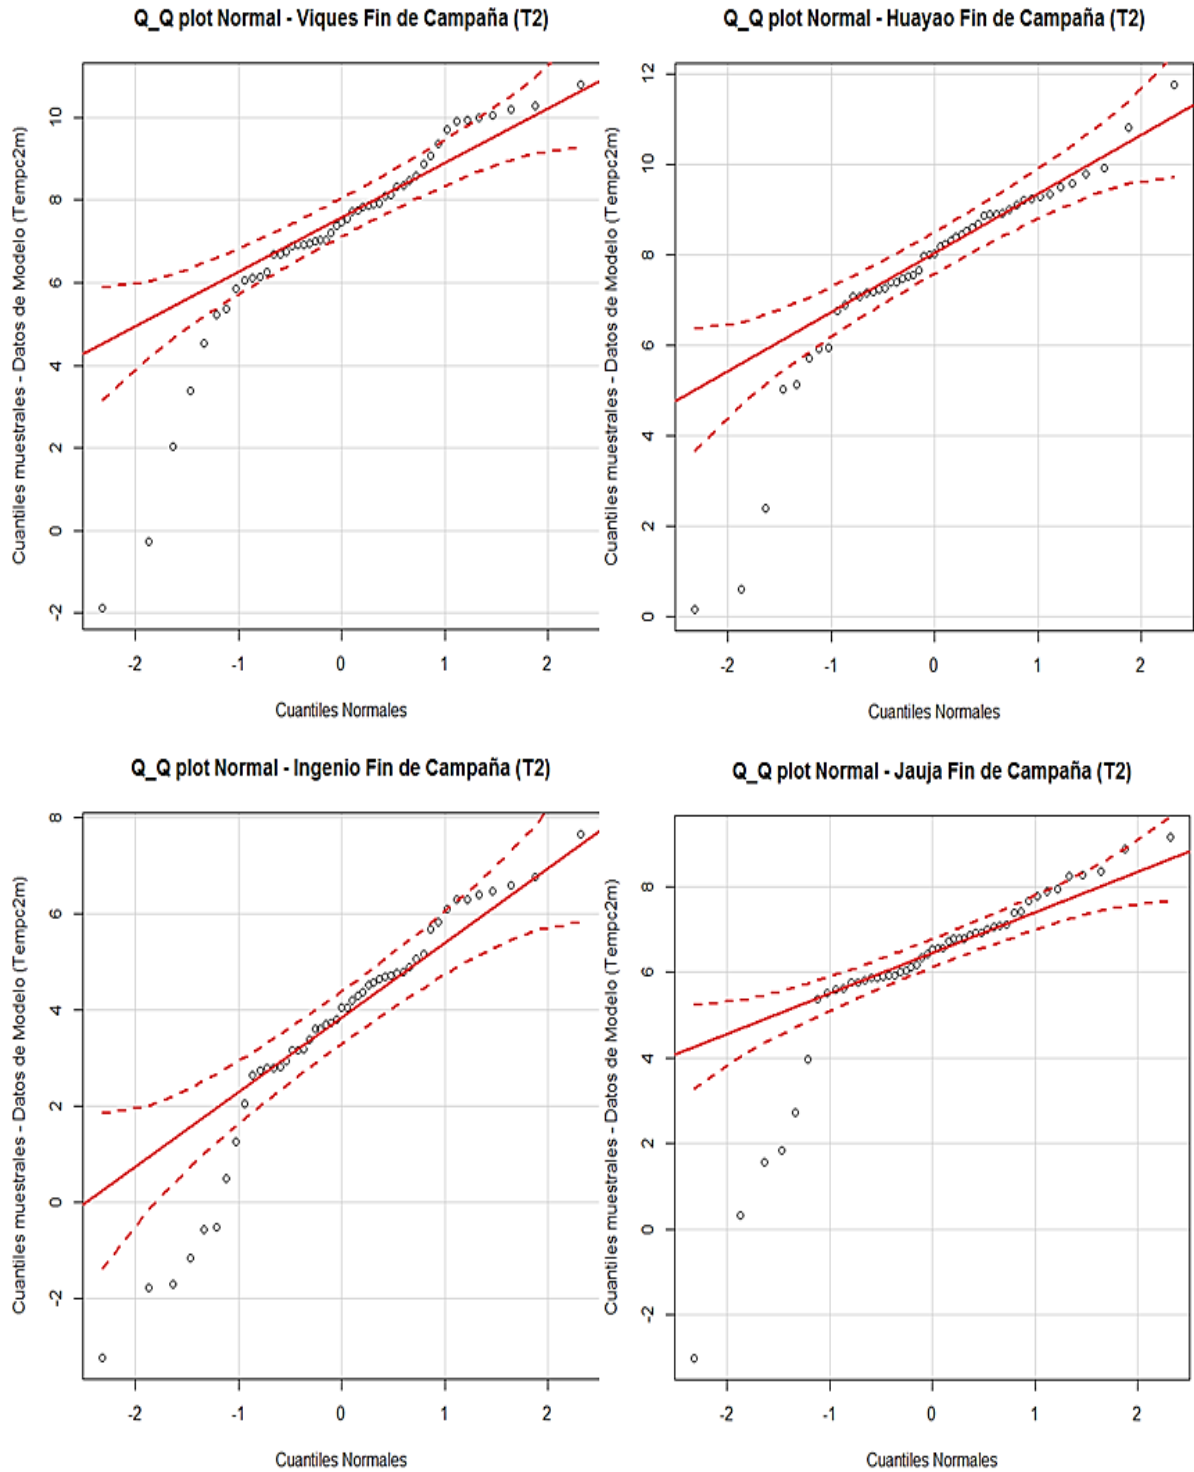 Q_Q plot Normal - Viques Fin de Campaña (T2)
Cuantiles muestrales - Datos de Modelo (Tempc2m)
10
8
6
4
2
0
-2
-2 -1 0 1 2
Cuantiles Normales
Q_Q plot Normal - Huayao Fin de Campaña (T2)
Cuantiles muestrales - Datos de Modelo (Tempc2m)
12
10
8
6
4
2
0
-2 -1 0 1 2
Cuantiles Normales
Q_Q plot Normal - Ingenio Fin de Campaña (T2)
Cuantiles muestrales - Datos de Modelo (Tempc2m)
8
6
4
2
0
-2
-2 -1 0 1 2
Cuantiles Normales
Q_Q plot Normal - Jauja Fin de Campaña (T2)
Cuantiles muestrales - Datos de Modelo (Tempc2m)
8
6
4
2
0
-2
-2 -1 0 1 2
Cuantiles Normales